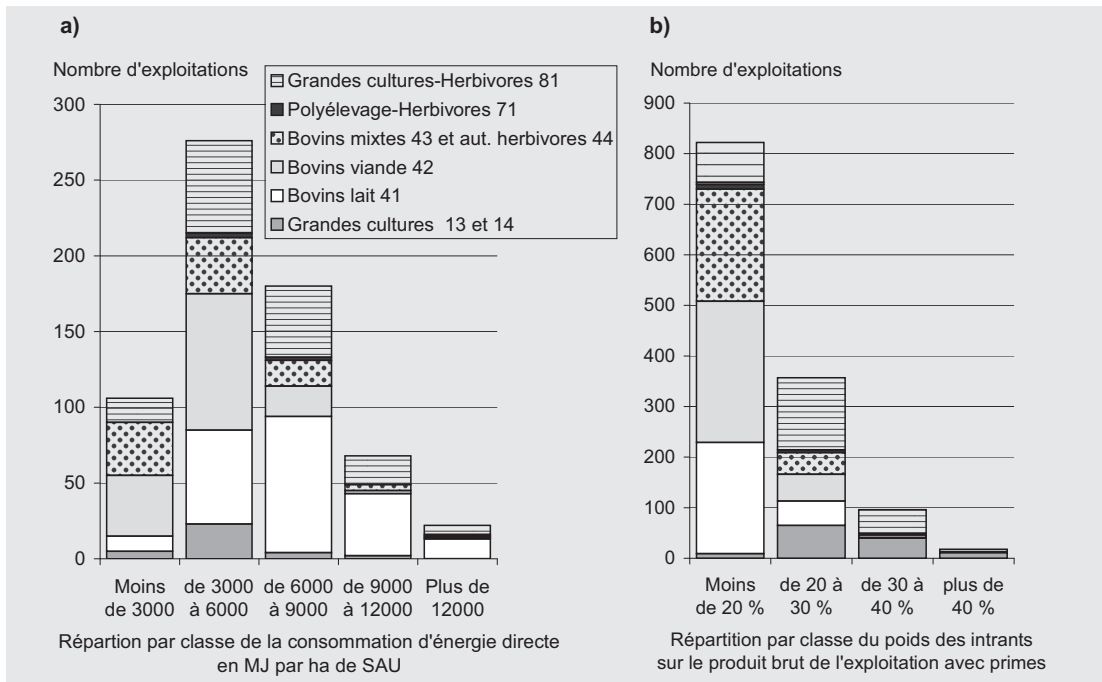 a)
Nombre d'exploitations
Grandes cultures-Herbivores 81
Polyélevage-Herbivores 71
Bovins mixtes 43 et aut. herbivores 44
Bovins viande 42
Bovins lait 41
Grandes cultures 13 et 14
300
250
200
150
100
50
0
Moins de 3000
de 3000 à 6000
de 6000 à 9000
de 9000 à 12000
Plus de 12000
Répartion par classe de la consommation d'énergie directe
en MJ par ha de SAU
b)
Nombre d'exploitations
900
800
700
600
500
400
300
200
100
0
Moins de 20 %
de 20 à 30 %
de 30 à 40 %
plus de 40 %
Répartition par classe du poids des intrants
sur le produit brut de l'exploitation avec primes